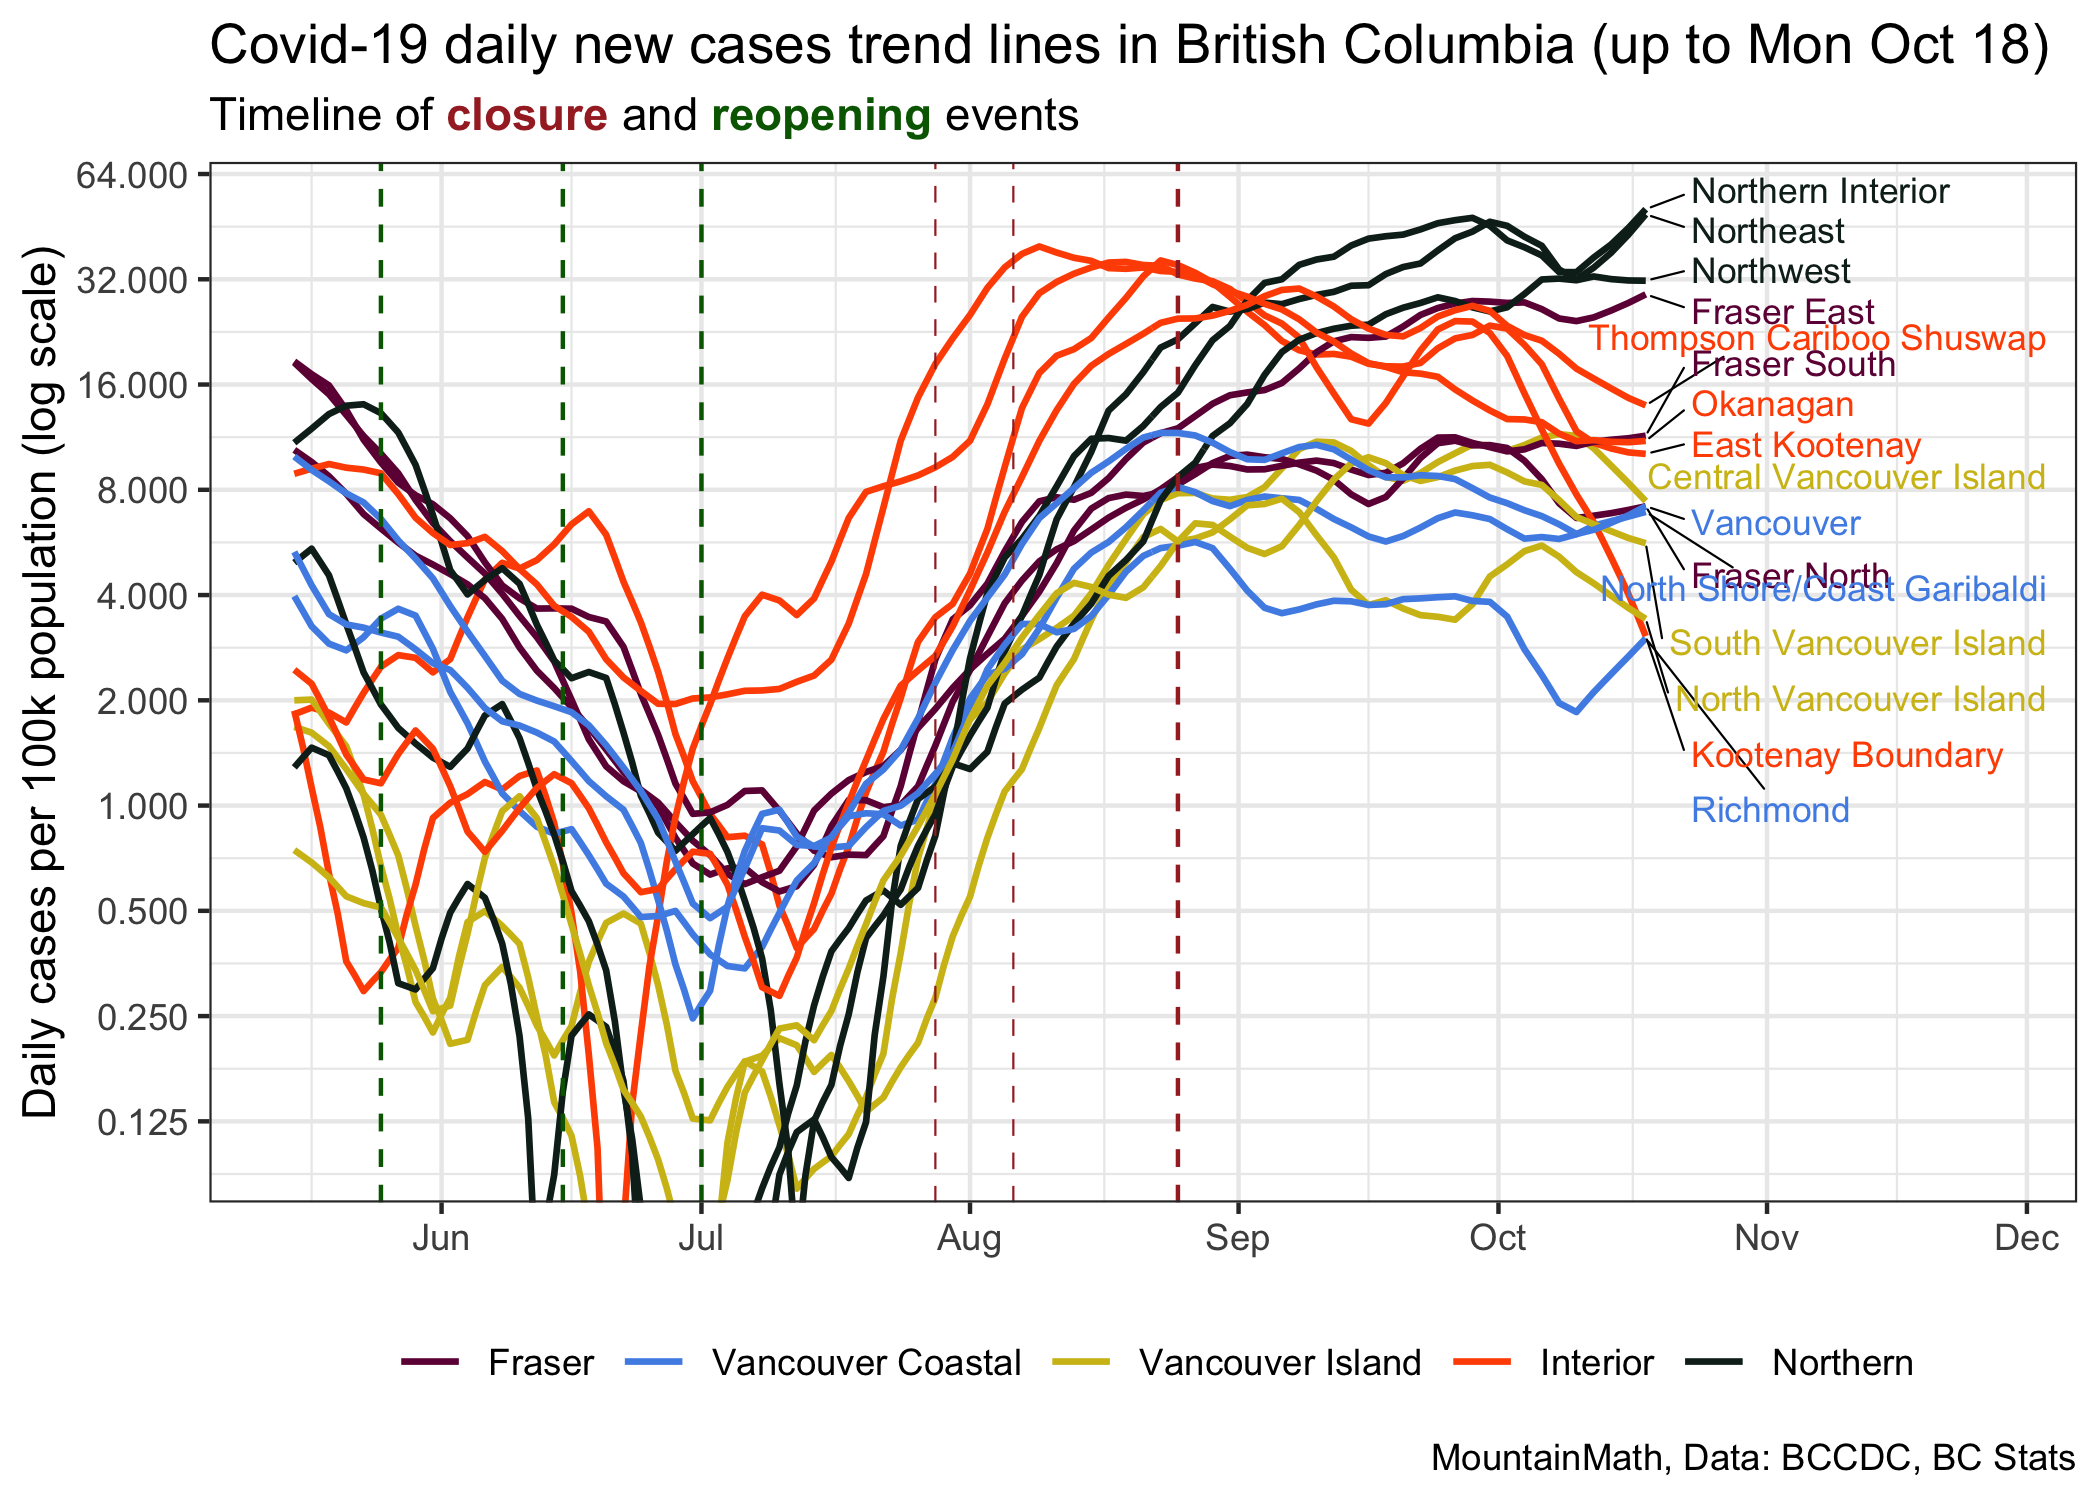 Covid-19 daily new cases trend lines in British Columbia (up to Mon Oct 18)
Timeline of closure and reopening events
Daily cases per 100k population (log scale)
64.000
32.000
16.000
8.000
4.000
2.000
1.000
0.500
0.250
0.125
Northern Interior
Northeast
Northwest
Fraser East
Thompson Cariboo Shuswap
Fraser South
Okanagan
East Kootenay
Central Vancouver Island
Vancouver
Fraser North
North Shore/Coast Garibaldi
South Vancouver Island
North Vancouver Island
Kootenay Boundary
Richmond
Jun Jul Aug Sep Oct Nov Dec
Fraser Vancouver Coastal Vancouver Island Interior Northern
MountainMath, Data: BCCDC, BC Stats